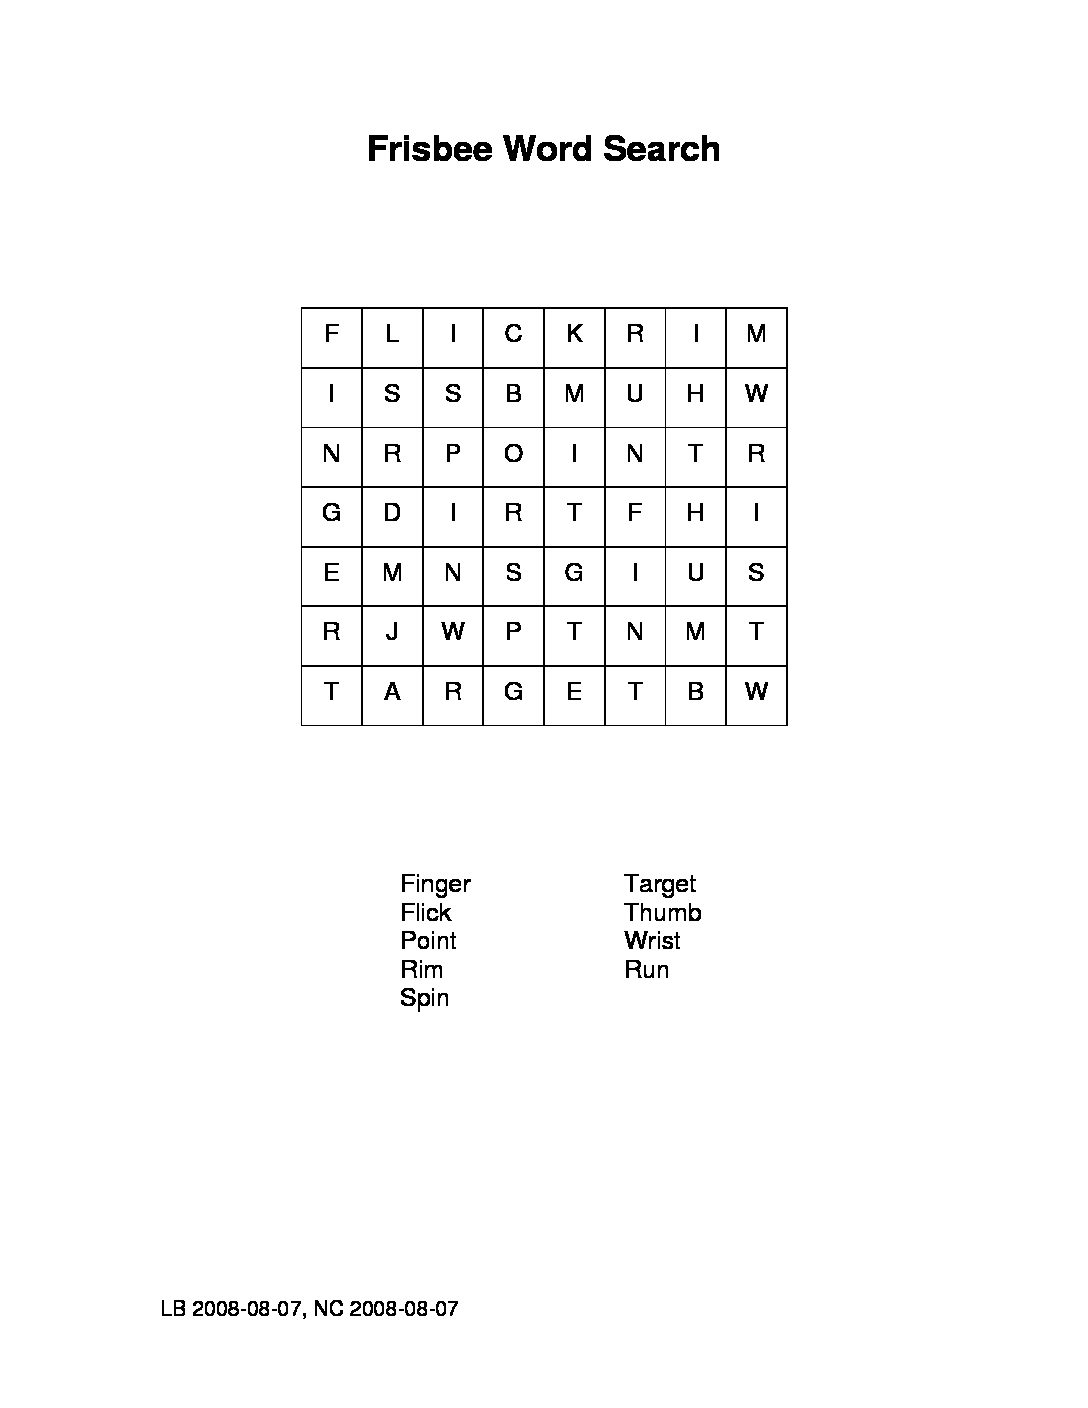 Frisbee Word Search
F L I C K R I M
I S S B M U H W
N R P O I N T R
G D I R T F H I
E M N S G I U S
R J W P T N M T
T A R G E T B W
Finger Target
Flick Thumb
Point Wrist
Rim Run
Spin
LB 2008-08-07, NC 2008-08-07